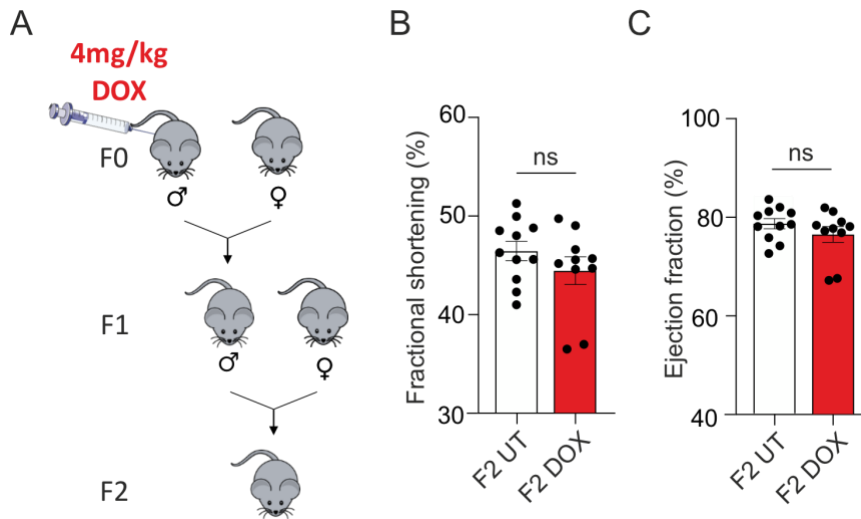 A
4mg/kg
DOX
F0
♂
♀
F1
♂
♀
F2
B
Fractional shortening (%)
60
50
40
30
ns
F2 UT
F2 DOX
C
Ejection fraction (%)
100
80
60
40
ns
F2 UT
F2 DOX